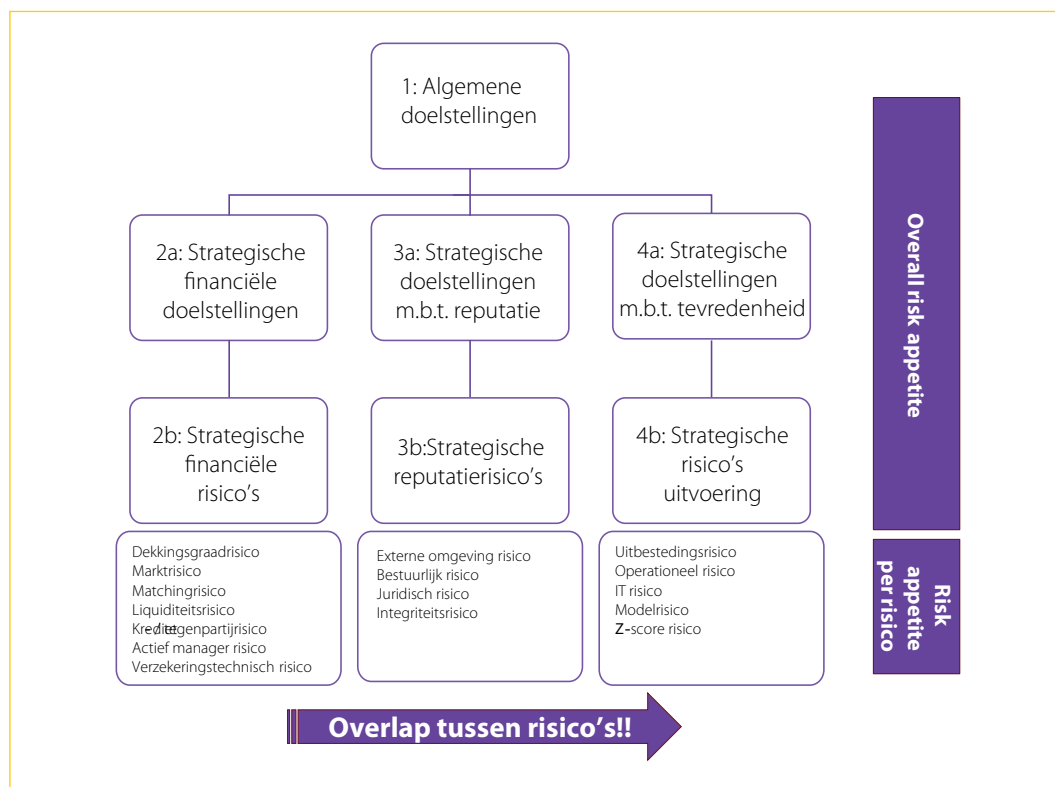 1: Algemene
doelstellingen
2a: Strategische
financiële
doelstellingen
3a: Strategische
doelstellingen
m.b.t. reputatie
4a: Strategische
doelstellingen
m.b.t. tevredenheid
2b: Strategische
financiële
risico's
3b:Strategische
reputatierisico's
4b: Strategische
risico's
uitvoering
Dekkingsgraadrisico
Marktrisico
Matchingrisico
Liquiditeitsrisico
Actief manager risico
Verzekeringstechnisch risico
Externe omgeving risico
Bestuurlijk risico
Juridisch risico
Integriteitsrisico
Uitbestedingsrisico
Operationeel risico
IT risico
Modelrisico
Z-score risico
Overall risk appetite
Risk
appetite
per risico
Overlap tussen risico's!!